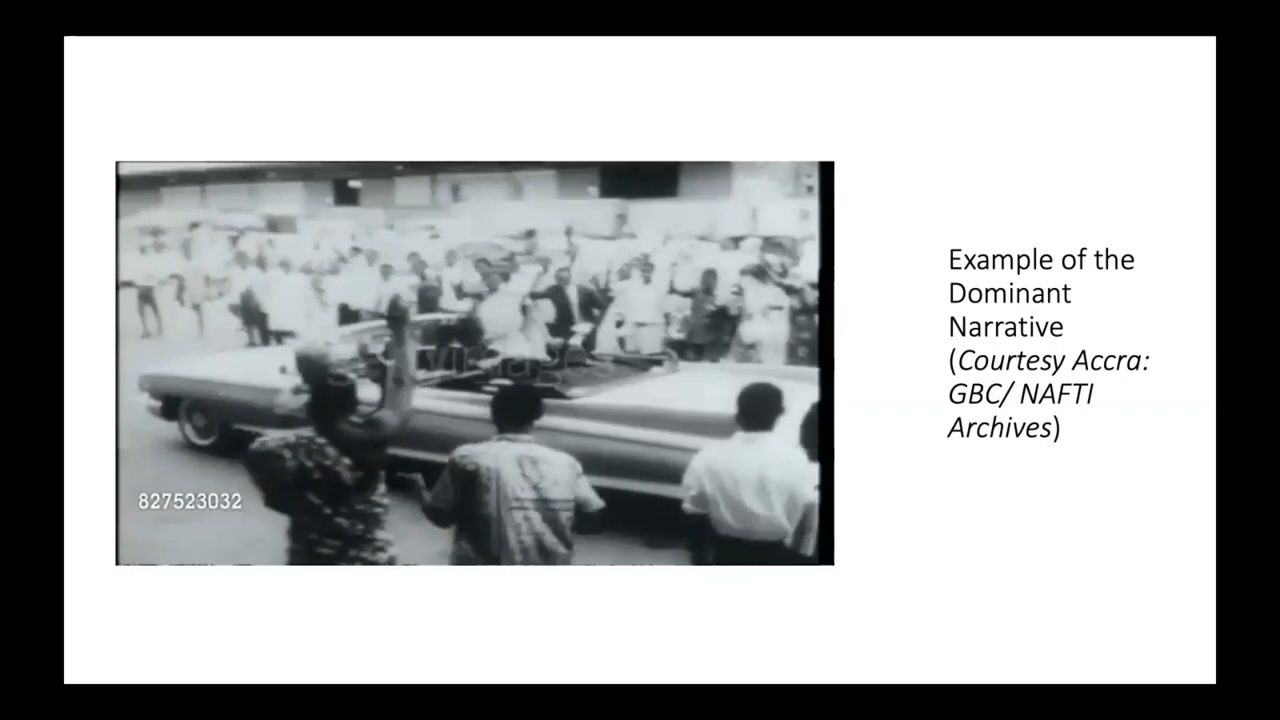 827523032
Example of the
Dominant
Narrative
(Courtesy Accra:
GBC/ NAFTI
Archives)